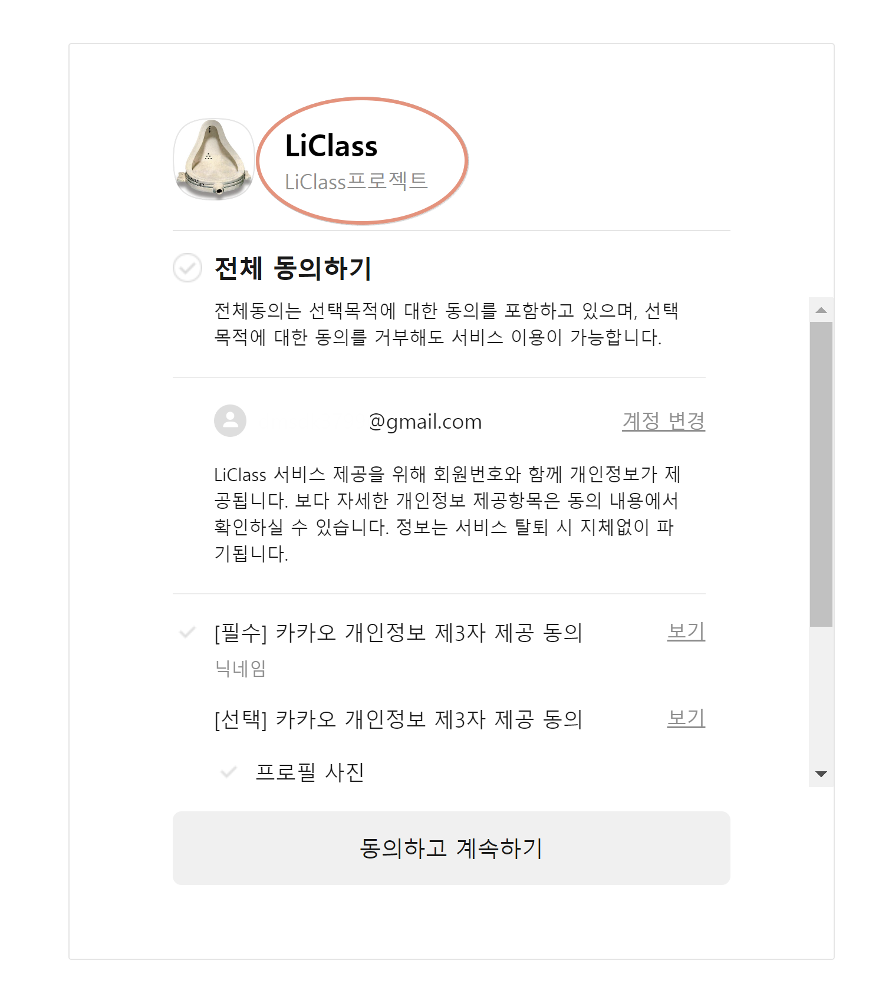 LiClass
LiClass프로젝트
전체 동의하기
전체동의는 선택목적에 대한 동의를 포함하고 있으며, 선택
목적에 대한 동의를 거부해도 서비스 이용이 가능합니다.
@gmail.com
계정 변경
LiClass 서비스 제공을 위해 회원번호와 함께 개인정보가 제
공됩니다. 보다 자세한 개인정보 제공항목은 동의 내용에서
확인하실 수 있습니다. 정보는 서비스 탈퇴 시 지체없이 파
기됩니다.
[필수] 카카오 개인정보 제3자 제공 동의
보기
닉네임
[선택] 카카오 개인정보 제3자 제공 동의
보기
프로필 사진
동의하고 계속하기